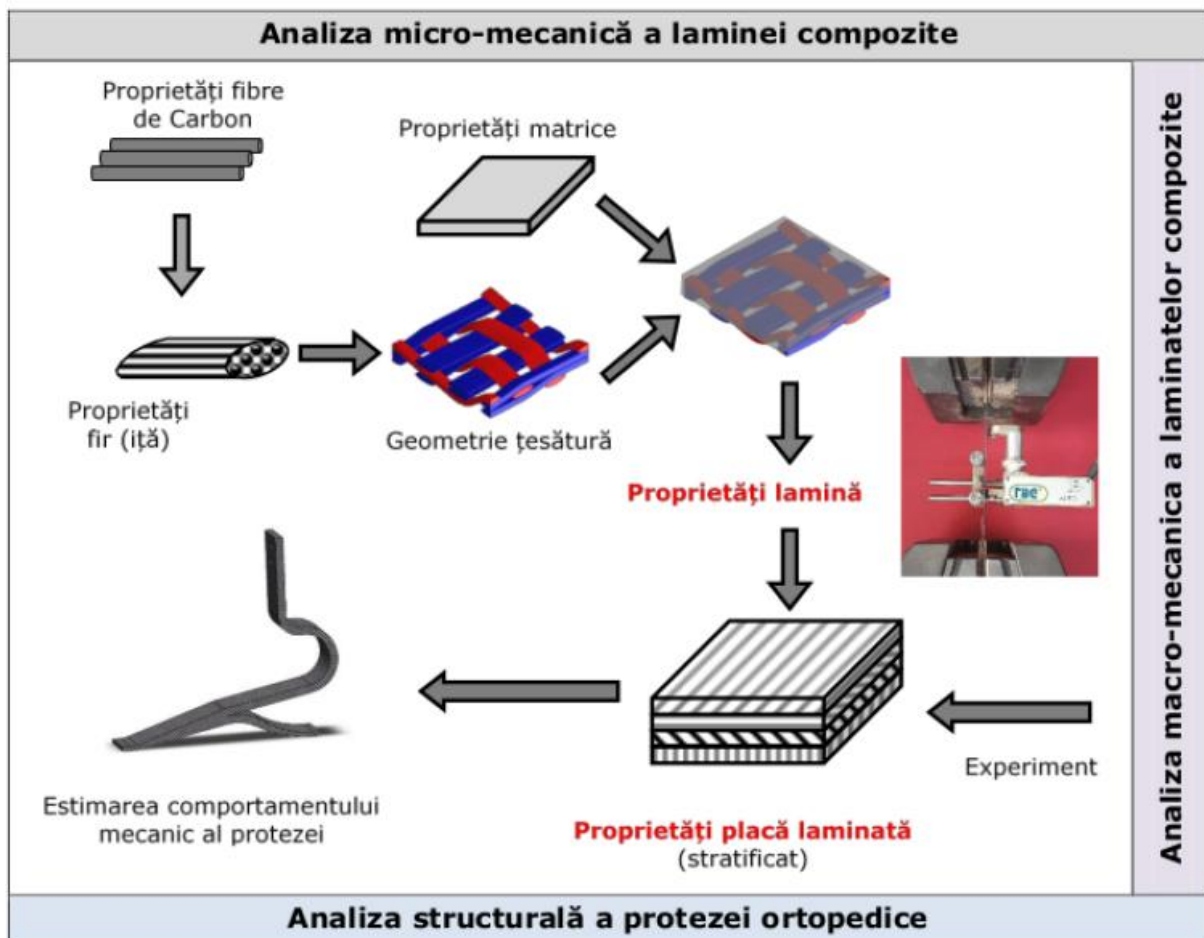 Analiza micro-mecanică a laminei compozite
Proprietăți fibre
de Carbon
Proprietăți matrice
Proprietăți
fir (iță)
Geometrie țesătură
Proprietăți lamină
Experiment
Proprietăți placă laminată
(stratificat)
Estimarea comportamentului
mecanic al protezei
Analiza macro-mecanica a laminatelor compozite
Analiza structurală a protezei ortopedice